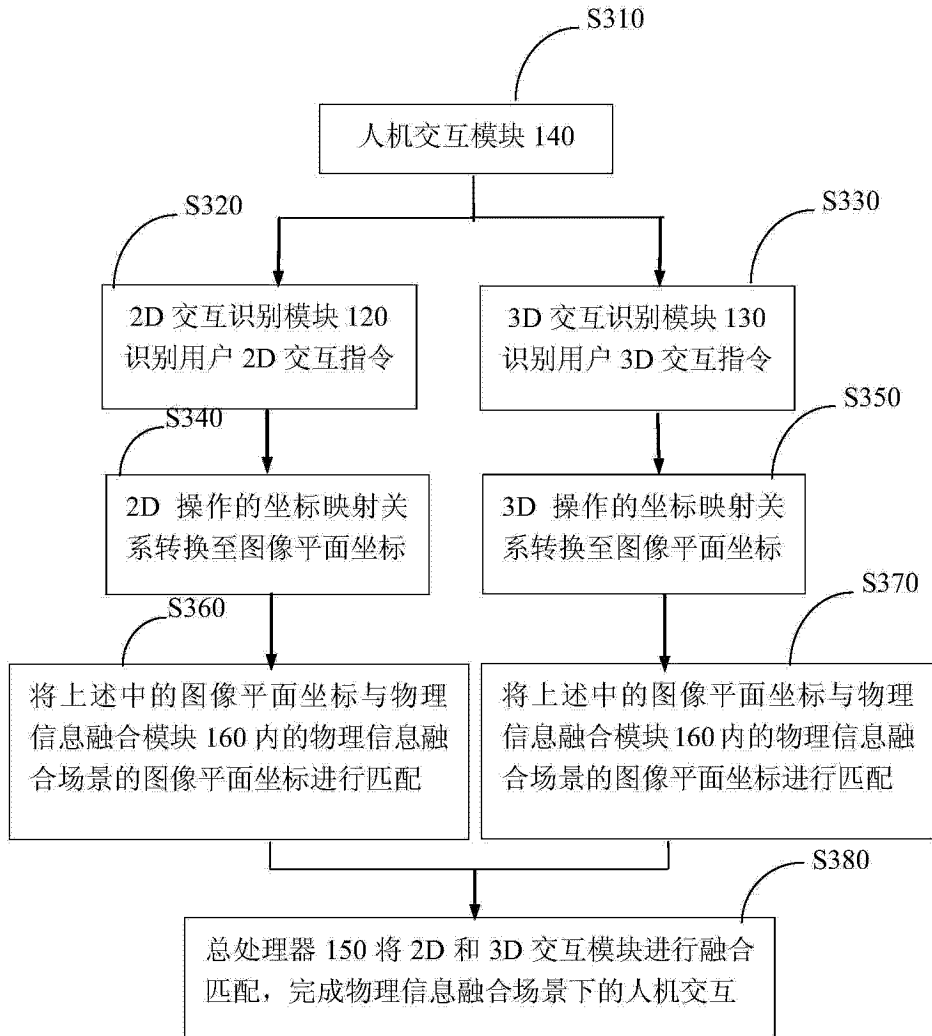 S310
人机交互模块 140
S320
S330
2D 交互识别模块 120
识别用户 2D 交互指令
3D 交互识别模块 130
识别用户 3D 交互指令
S340
S350
2D 操作的坐标映射关
系转换至图像平面坐标
3D 操作的坐标映射关
系转换至图像平面坐标
S360
S370
将上述中的图像平面坐标与物理
信息融合模块 160 内的物理信息融
合场景的图像平面坐标进行匹配
将上述中的图像平面坐标与物理
信息融合模块 160 内的物理信息融
合场景的图像平面坐标进行匹配
S380
总处理器 150 将 2D 和 3D 交互模块进行融合
匹配，完成物理信息融合场景下的人机交互